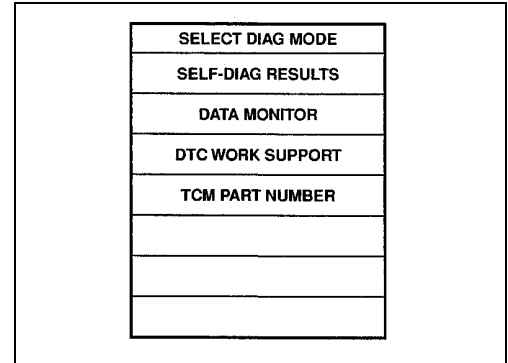 SELECT DIAG MODE
SELF-DIAG RESULTS
DATA MONITOR
DTC WORK SUPPORT
TCM PART NUMBER